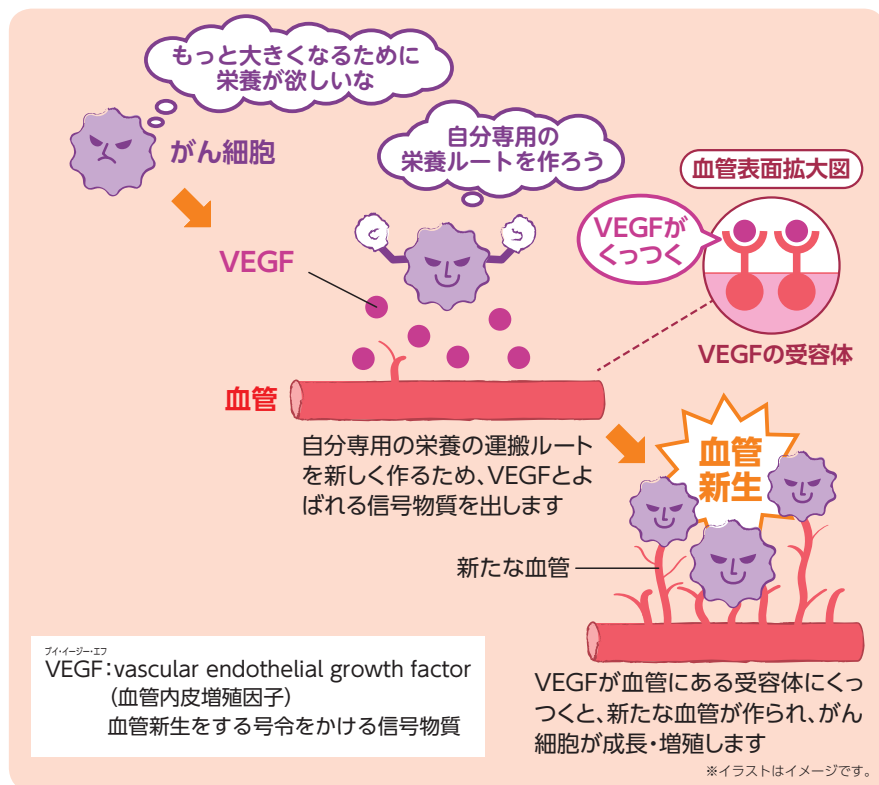 もっと大きくなるために
栄養が欲しいな
がん細胞
自分専用の
栄養ルートを作ろう
血管表面拡大図
VEGFが
くっつく
VEGF
VEGFの受容体
血管
自分専用の栄養の運搬ルート
を新しく作るため、VEGFとよ
ばれる信号物質を出します
血管
新生
新たな血管
VEGFが血管にある受容体にくっ
つくと、新たな血管が作られ、がん
細胞が成長・増殖します
ブイ・イージー・エフ
VEGF:vascular endothelial growth factor
(血管内皮増殖因子)
血管新生をする号令をかける信号物質
※イラストはイメージです。